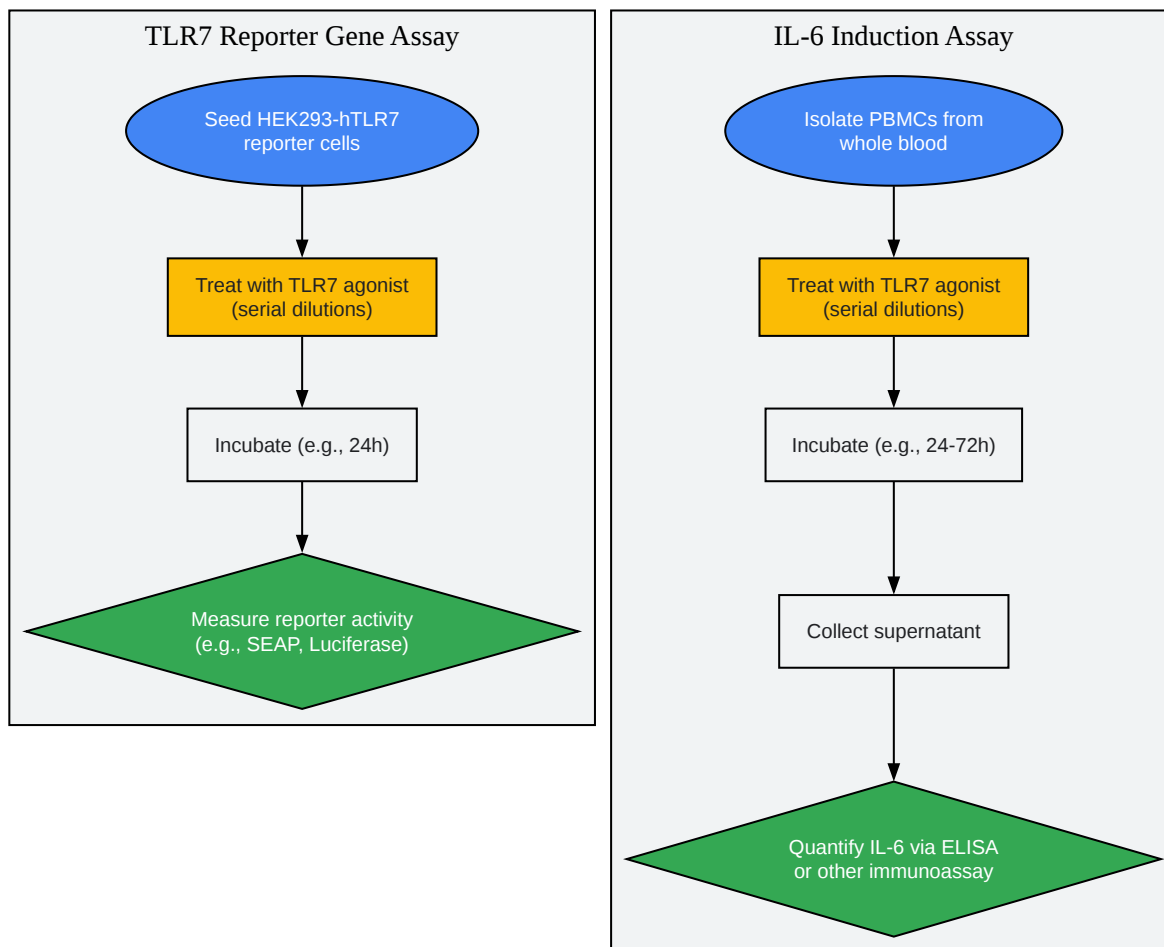 TLR7 Reporter Gene Assay
Seed HEK293-hTLR7
reporter cells
Treat with TLR7 agonist
(serial dilutions)
Incubate (e.g., 24h)
Measure reporter activity
(e.g., SEAP, Luciferase)
IL-6 Induction Assay
Isolate PBMCs from
whole blood
Treat with TLR7 agonist
(serial dilutions)
Incubate (e.g., 24-72h)
Collect supernatant
Quantify IL-6 via ELISA
or other immunoassay